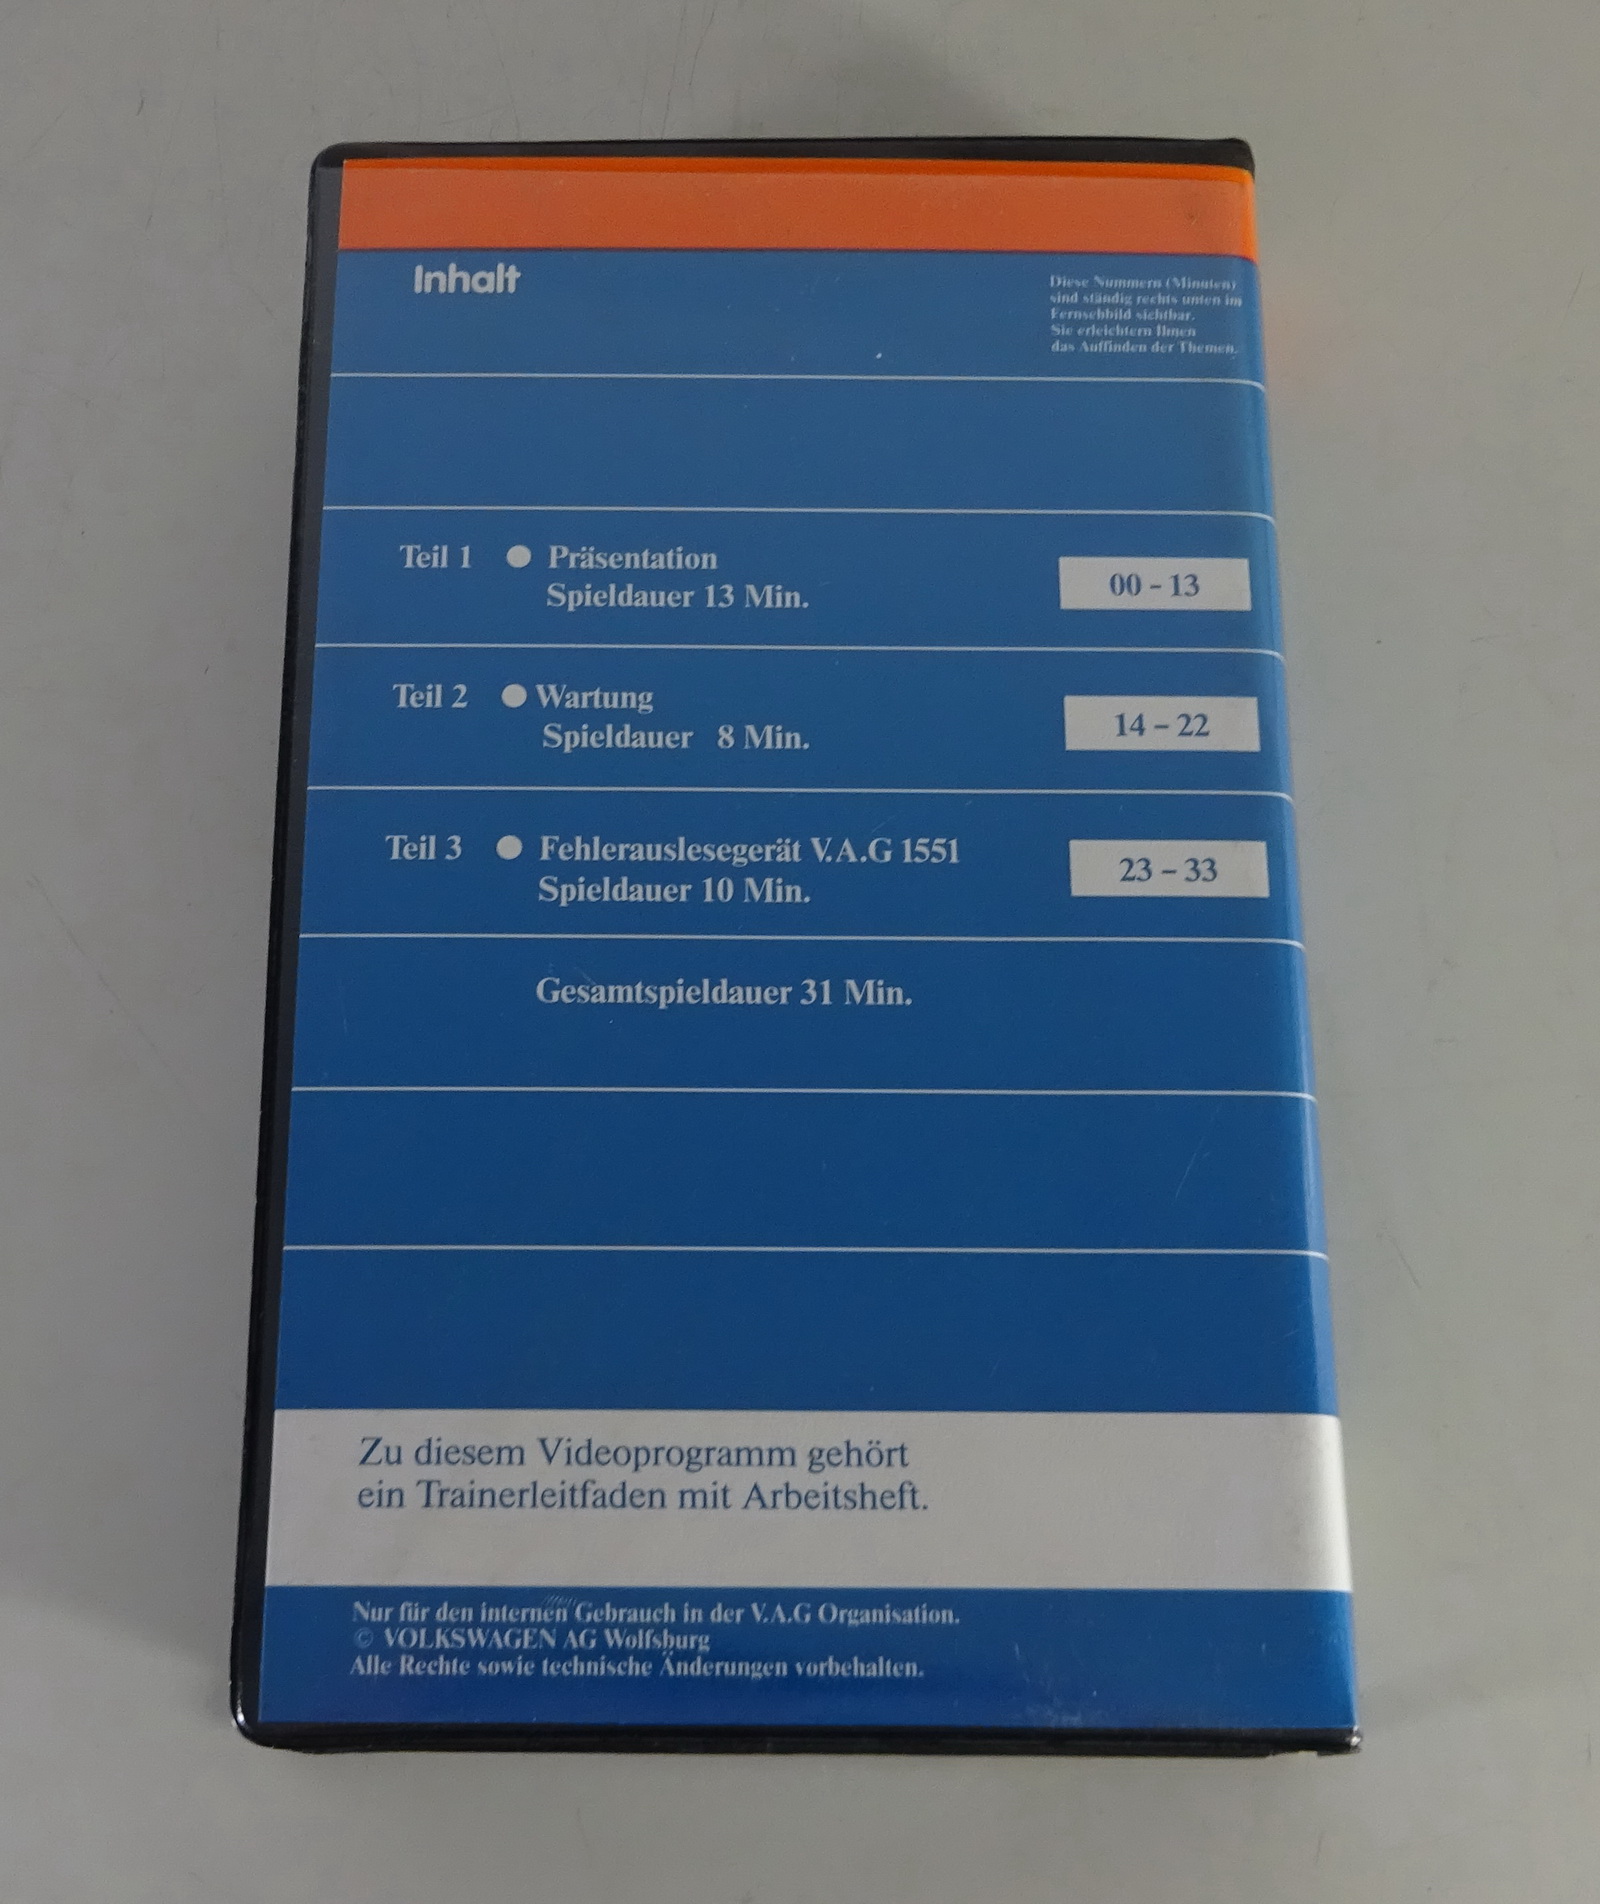 Inhalt
Diese Nummern (Minuten)
sind ständig rechts unten im
Fernsehbild sichtbar.
Sie erleichtern Ihnen
das Auffinden der Themen.
Teil 1 ● Präsentation
Spieldauer 13 Min.
00 – 13
Teil 2 ● Wartung
Spieldauer 8 Min.
14 – 22
Teil 3 ● Fehlerauslesegerät V.A.G 1551
Spieldauer 10 Min.
23 – 33
Gesamtspieldauer 31 Min.
Zu diesem Videoprogramm gehört
ein Trainerleitfaden mit Arbeitsheft.
Nur für den internen Gebrauch in der V.A.G Organisation.
© VOLKSWAGEN AG Wolfsburg
Alle Rechte sowie technische Änderungen vorbehalten.